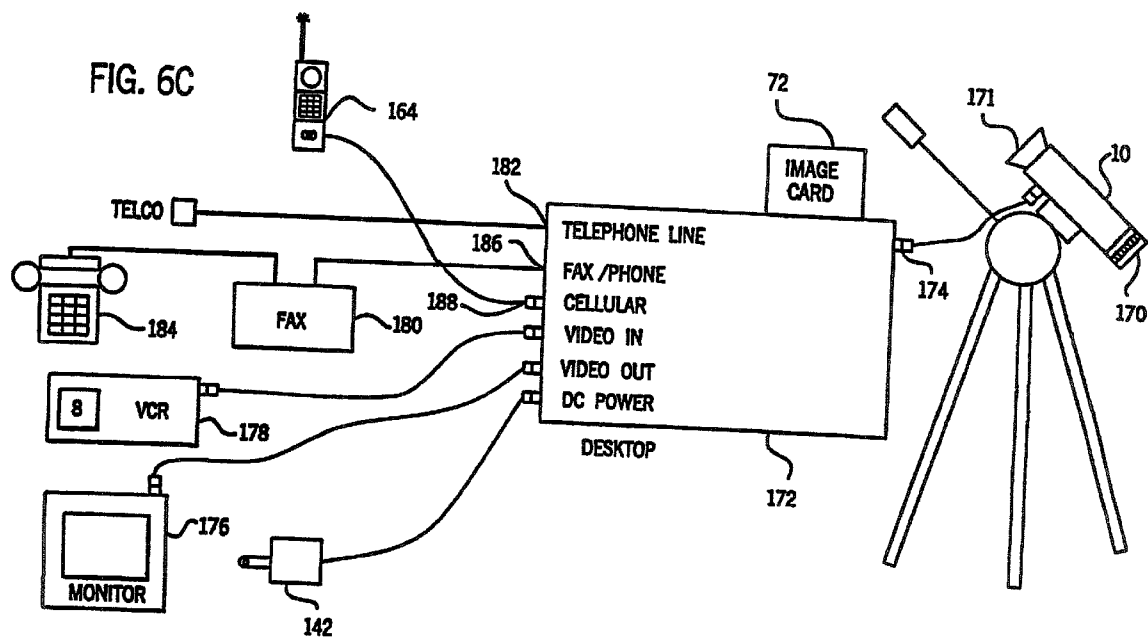 FIG. 6C
164
72
IMAGE
CARD
171
10
170
174
TELCO
182
TELEPHONE LINE
186
FAX/PHONE
188
CELLULAR
VIDEO IN
VIDEO OUT
DC POWER
DESKTOP
172
184
FAX
180
8
VCR
178
176
MONITOR
142